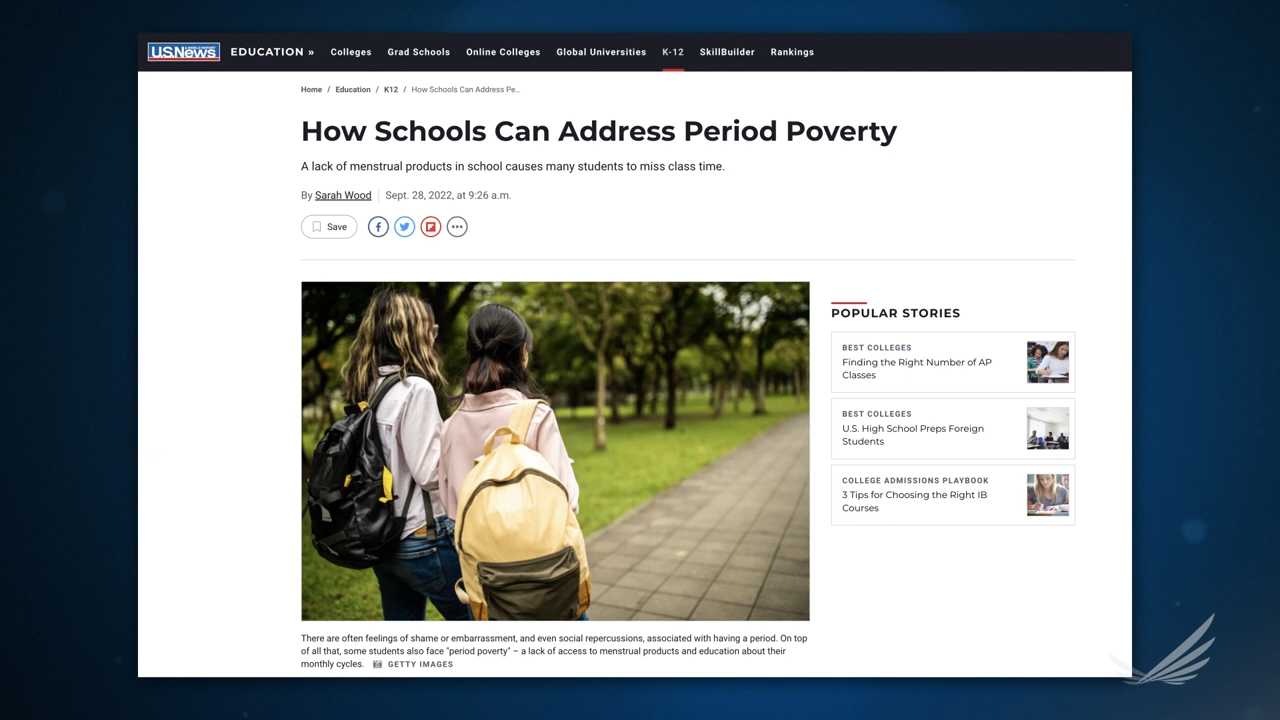 U.S.News
EDUCATION »
Colleges
Grad Schools
Online Colleges
Global Universities
K-12
SkillBuilder
Rankings
Home / Education / K12 / How Schools Can Address Pe...
How Schools Can Address Period Poverty
A lack of menstrual products in school causes many students to miss class time.
By Sarah Wood | Sept. 28, 2022, at 9:26 a.m.
Save
POPULAR STORIES
BEST COLLEGES
Finding the Right Number of AP
Classes
BEST COLLEGES
U.S. High School Preps Foreign
Students
COLLEGE ADMISSIONS PLAYBOOK
3 Tips for Choosing the Right IB
Courses
There are often feelings of shame or embarrassment, and even social repercussions, associated with having a period. On top
of all that, some students also face "period poverty" – a lack of access to menstrual products and education about their
monthly cycles. GETTY IMAGES